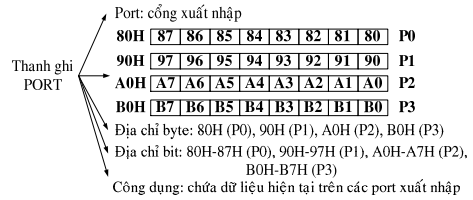 Port: cổng xuất nhập
80H 87 86 85 84 83 82 81 80 P0
90H 97 96 95 94 93 92 91 90 P1
Thanh ghi
PORT
A0H A7 A6 A5 A4 A3 A2 A1 A0 P2
B0H B7 B6 B5 B4 B3 B2 B1 B0 P3
Địa chỉ byte: 80H (P0), 90H (P1), A0H (P2), B0H (P3)
Địa chỉ bit: 80H-87H (P0), 90H-97H (P1), A0H-A7H (P2),
B0H-B7H (P3)
Công dụng: chứa dữ liệu hiện tại trên các port xuất nhập